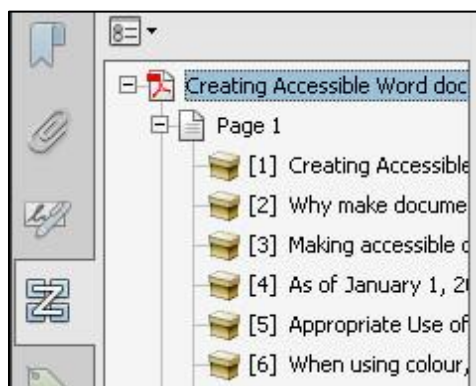 Creating Accessible Word doc
Page 1
[1] Creating Accessible
[2] Why make docume
[3] Making accessible
[4] As of January 1, 2
[5] Appropriate Use of
[6] When using colour,